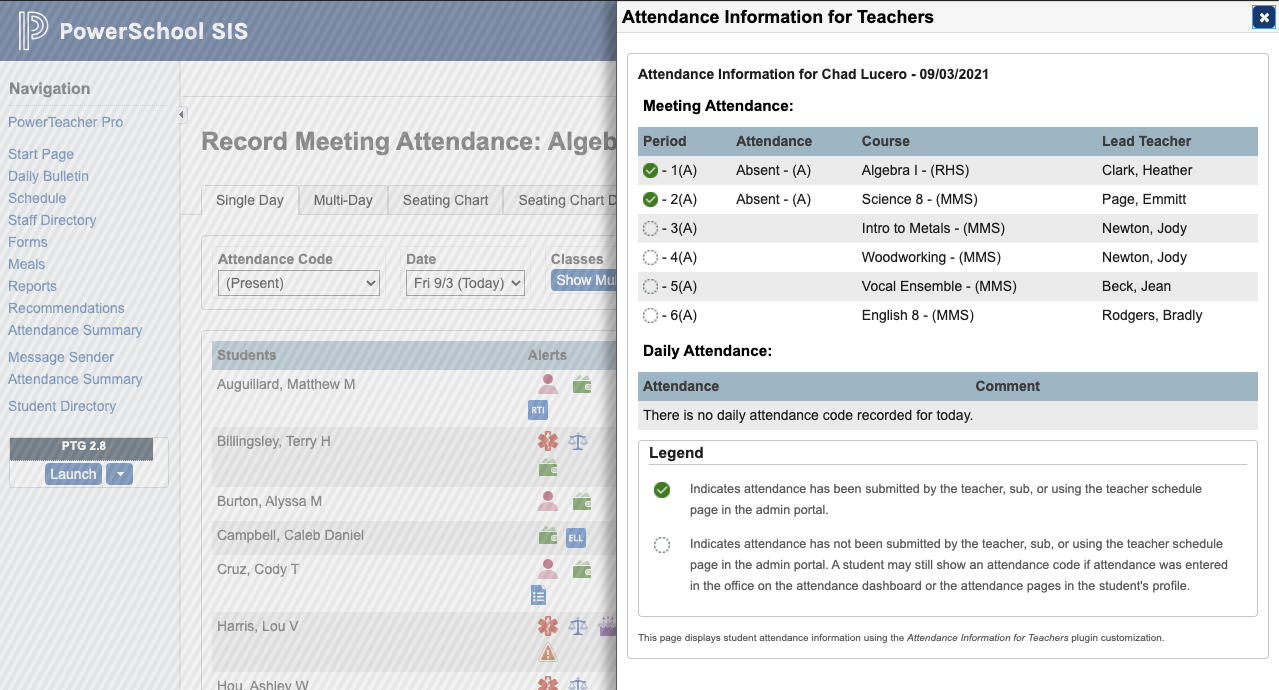 PowerSchool SIS
Navigation
PowerTeacher Pro
Start Page
Daily Bulletin
Schedule
Staff Directory
Forms
Meals
Reports
Recommendations
Attendance Summary
Message Sender
Attendance Summary
Student Directory
PTG 2.8
Launch
Record Meeting Attendance: Algeb
Single Day Multi-Day Seating Chart Seating Chart D
Attendance Code Date Classes
(Present) Fri 9/3 (Today) Show Mu
Students Alerts
Auguillard, Matthew M
RTI
Billingsley, Terry H
Burton, Alyssa M
Campbell, Caleb Daniel ELL
Cruz, Cody T
Harris, Lou V
Hou, Ashley W
Attendance Information for Teachers
Attendance Information for Chad Lucero - 09/03/2021
Meeting Attendance:
Period Attendance Course Lead Teacher
- 1(A) Absent - (A) Algebra I - (RHS) Clark, Heather
- 2(A) Absent - (A) Science 8 - (MMS) Page, Emmitt
- 3(A) Intro to Metals - (MMS) Newton, Jody
- 4(A) Woodworking - (MMS) Newton, Jody
- 5(A) Vocal Ensemble - (MMS) Beck, Jean
- 6(A) English 8 - (MMS) Rodgers, Bradly
Daily Attendance:
Attendance Comment
There is no daily attendance code recorded for today.
Legend
Indicates attendance has been submitted by the teacher, sub, or using the teacher schedule
page in the admin portal.
Indicates attendance has not been submitted by the teacher, sub, or using the teacher schedule
page in the admin portal. A student may still show an attendance code if attendance was entered
in the office on the attendance dashboard or the attendance pages in the student's profile.
This page displays student attendance information using the Attendance Information for Teachers plugin customization.